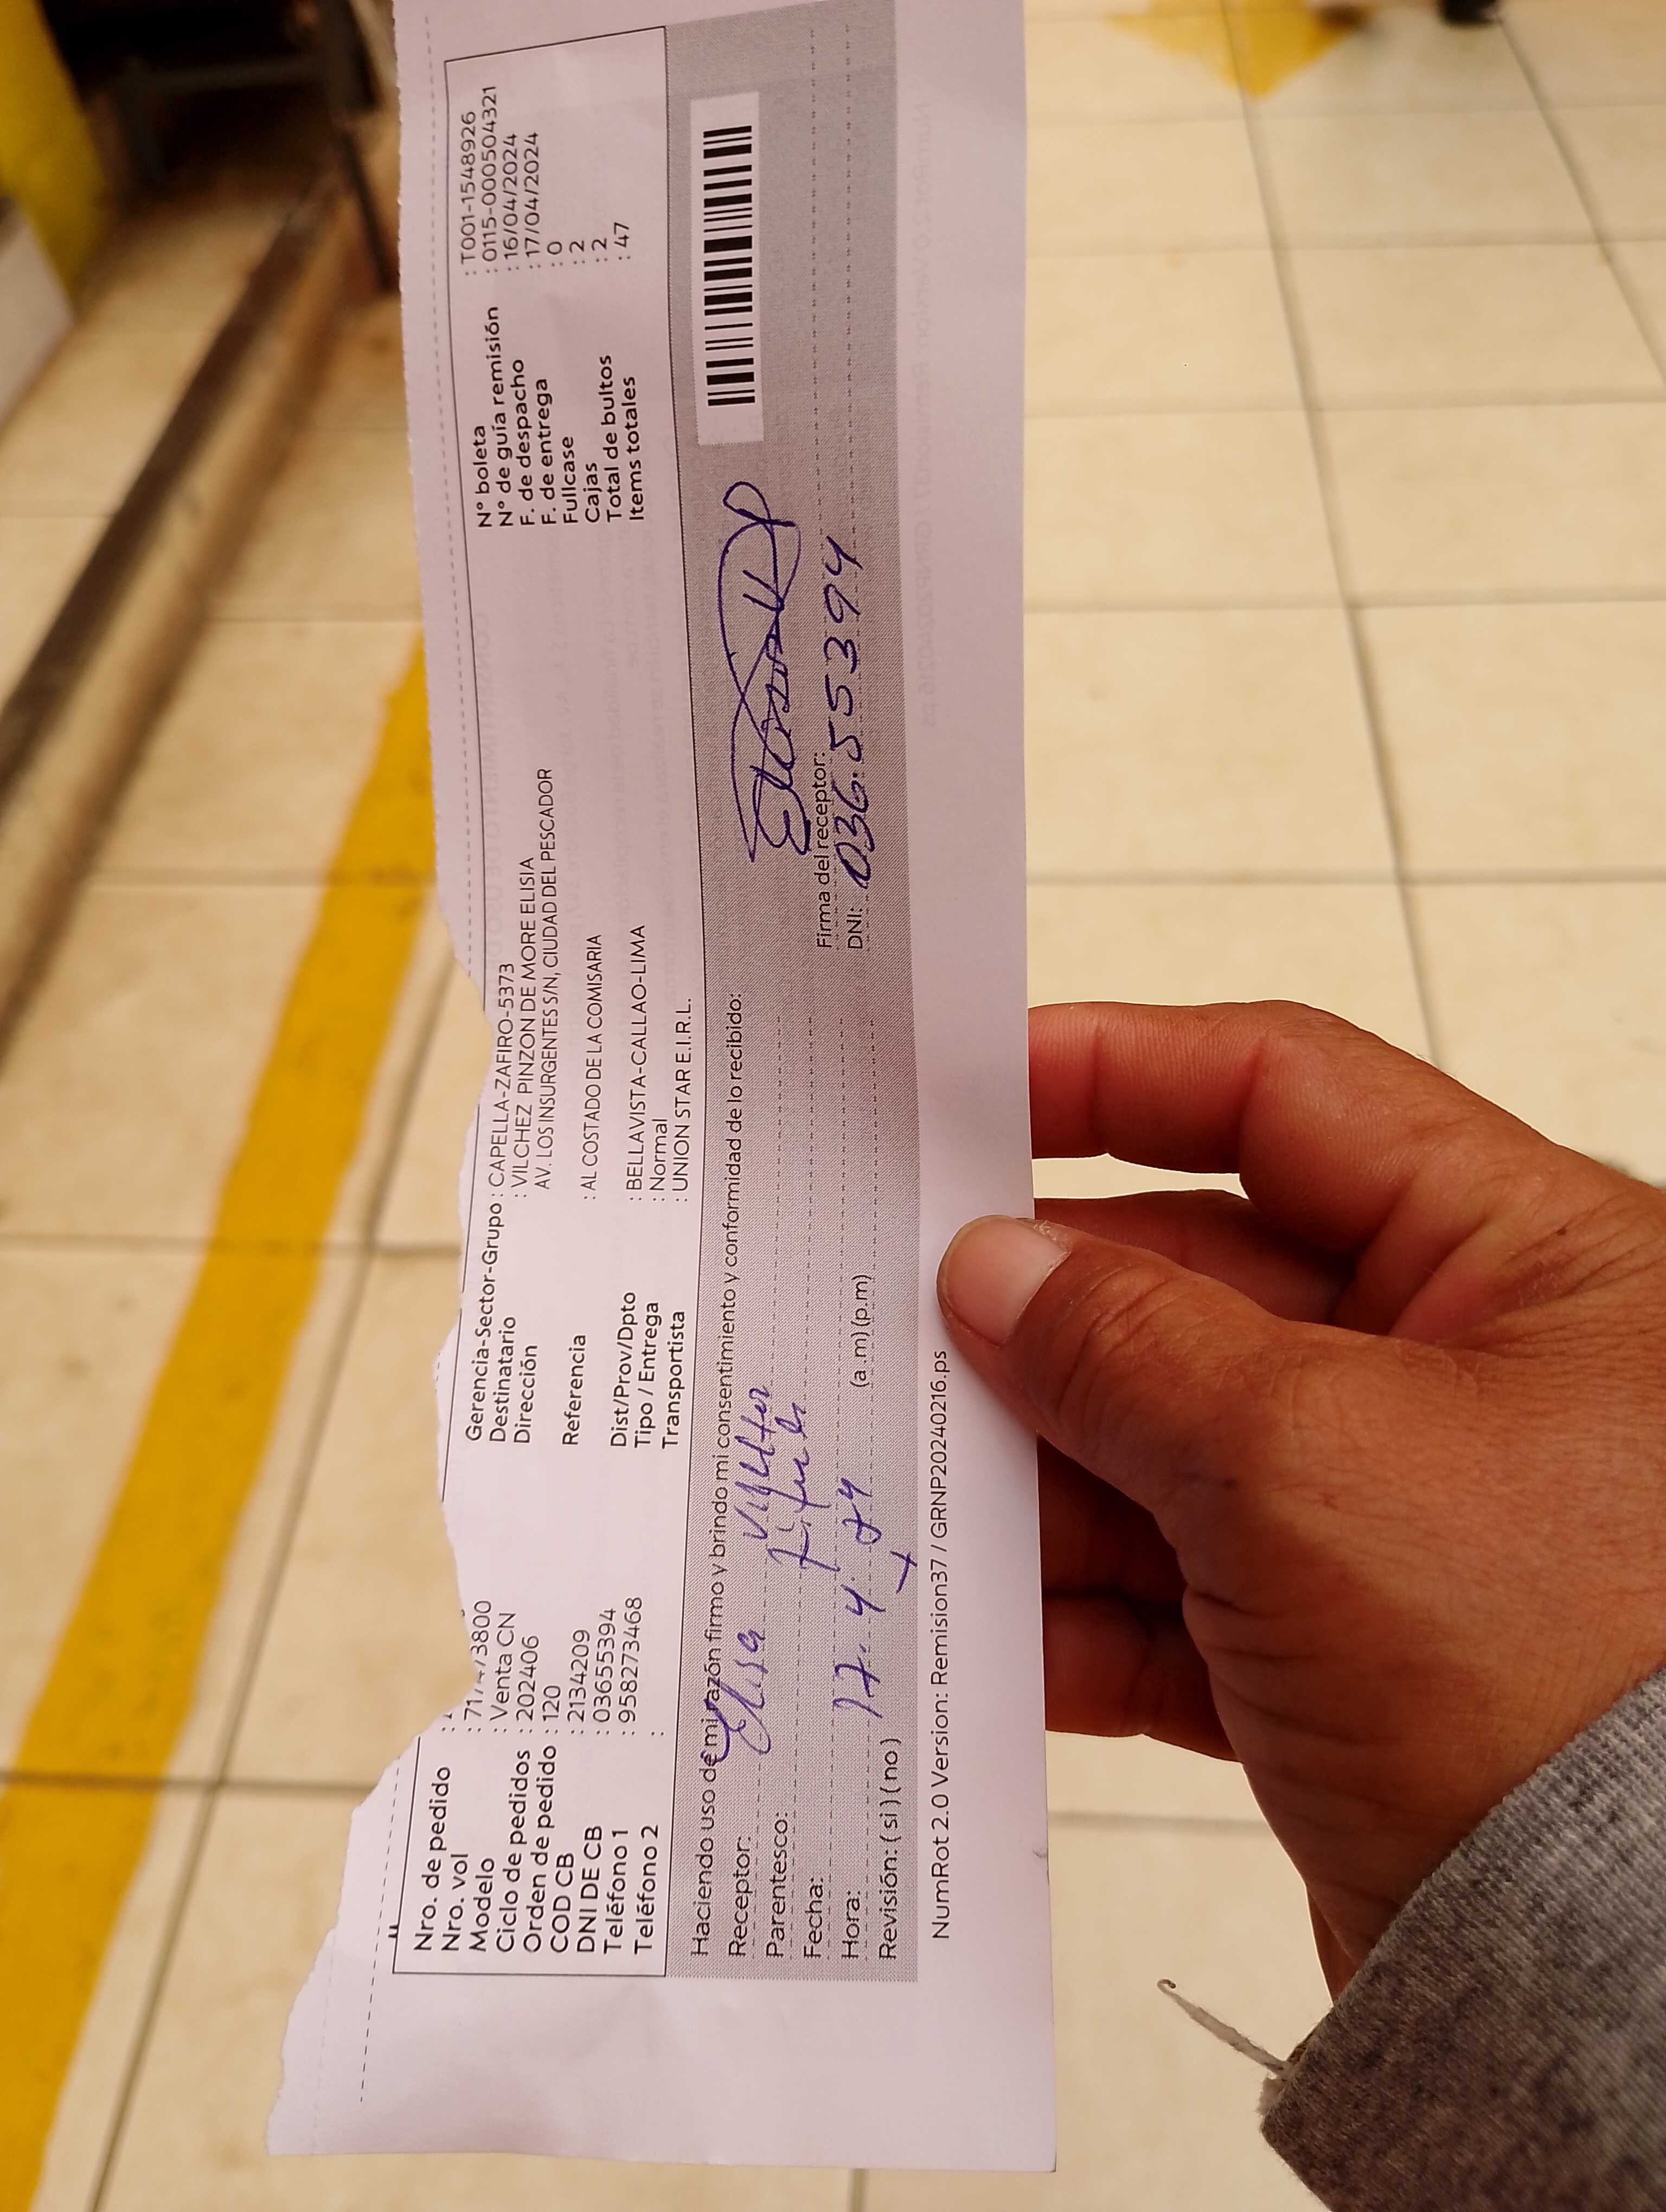 Nro. de pedido :
Nro. vol : 3800
Modelo : Venta CN
Ciclo de pedidos : 202406
Orden de pedido : 120
COD CB : 2134209
DNI DE CB : 03655394
Teléfono 1 : 958273468
Teléfono 2 :
Gerencia-Sector-Grupo : CAPELLA-ZAFIRO-5373
Destinatario : VILCHEZ PINZON DE MORE ELISIA
Dirección AV. LOS INSURGENTES S/N, CIUDAD DEL PESCADOR
Referencia : AL COSTADO DE LA COMISARIA
Dist/Prov/Dpto : BELLAVISTA-CALLAO-LIMA
Tipo / Entrega : Normal
Transportista : UNION STAR E.I.R.L.
N° boleta : T001-1548926
N° de guía remisión : 0115-000504321
F. de despacho : 16/04/2024
F. de entrega : 17/04/2024
Fullcase : 0
Cajas : 2
Total de bultos : 2
Items totales : 47
Haciendo uso de mi razón firmo y brindo mi consentimiento y conformidad de lo recibido:
Receptor: Elisa
Parentesco:
Fecha: 17. 4. 24
Hora: (a.m) (p.m)
Revisión: ( si ) ( no )
Firma del receptor:
DNI: 036.55394
NumRot 2.0 Version: Remision37 / GRNP20240216.ps